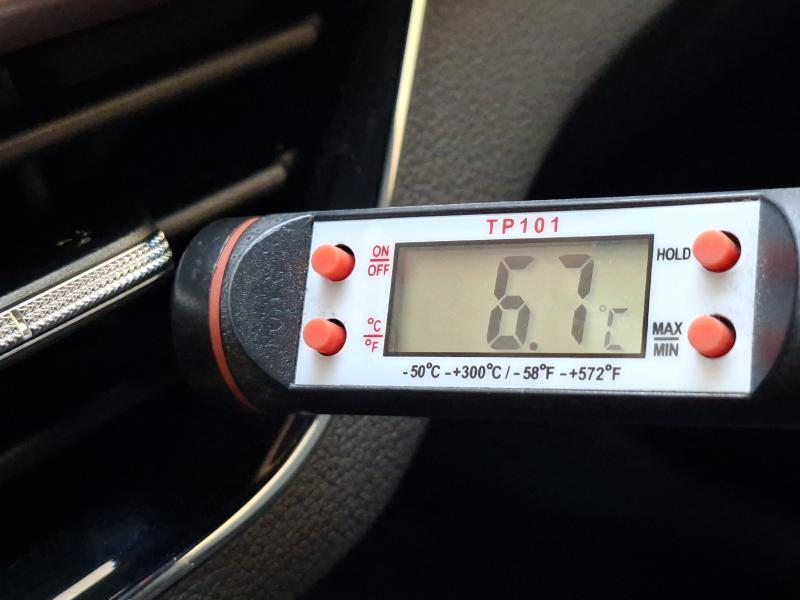 TP101
ON
OFF
°C
°F
6.7 °C
HOLD
MAX
MIN
-50°C -+300°C / -58°F -+572°F